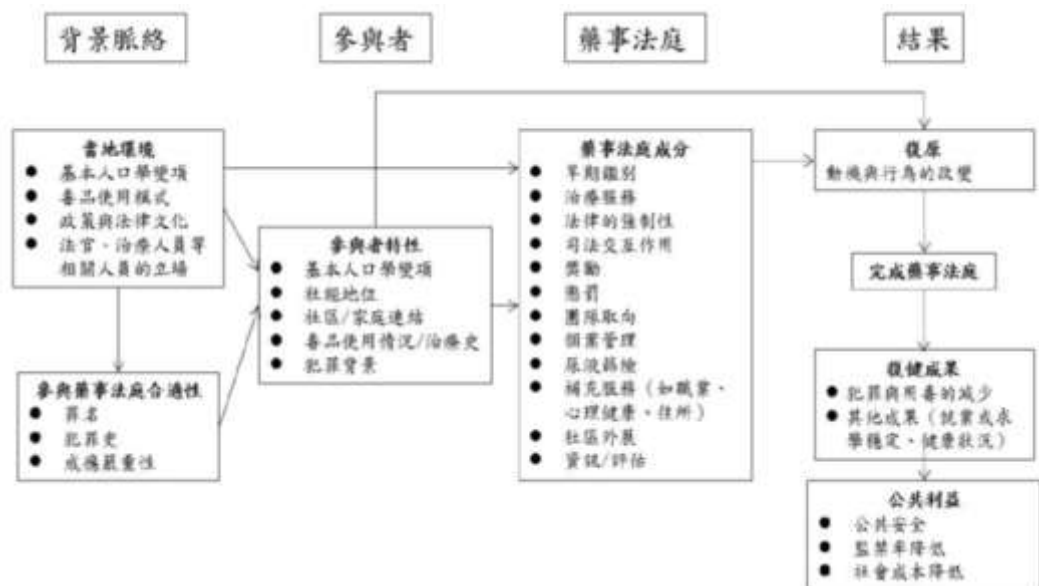 背景脈絡
參與者
藥事法庭
結果
當地環境
● 基本人口學變項
● 毒品使用模式
● 政策與法律文化
● 法官、治療人員等
相關人員的立場
參與藥事法庭合適性
● 罪名
● 犯罪史
● 成癮嚴重性
參與者特性
● 基本人口學變項
● 社經地位
● 社區/家庭連結
● 毒品使用情況/治療史
● 犯罪背景
藥事法庭成分
● 早期鑑別
● 治療服務
● 法律的強制性
● 司法交互作用
● 獎勵
● 懲罰
● 團隊取向
● 個案管理
● 尿液篩檢
● 補充服務（如職業、
心理健康、住所）
● 社區外展
● 資訊/評估
復原
動機與行為的改變
完成藥事法庭
復健成果
● 犯罪與用毒的減少
● 其他成果（就業或求
學穩定、健康狀況）
公共利益
● 公共安全
● 監禁率降低
● 社會成本降低